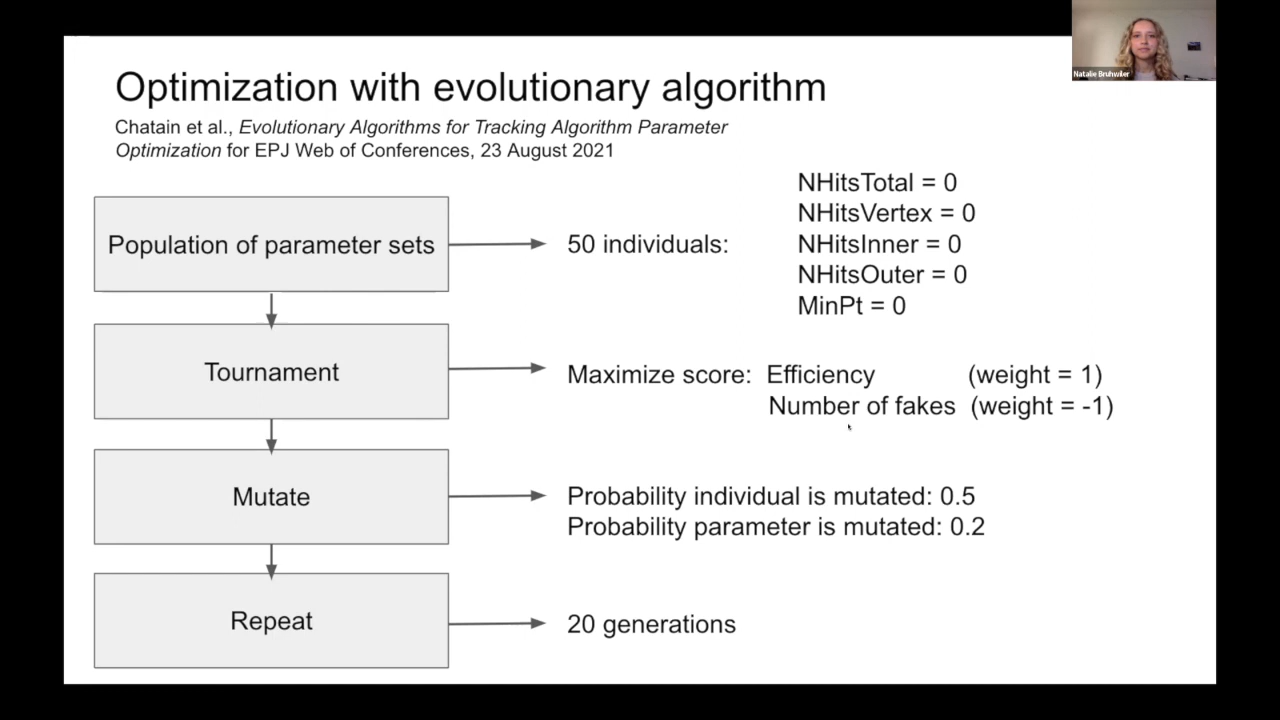 Optimization with evolutionary algorithm
Chatain et al., Evolutionary Algorithms for Tracking Algorithm Parameter
Optimization for EPJ Web of Conferences, 23 August 2021
Population of parameter sets
50 individuals:
NHitsTotal = 0
NHitsVertex = 0
NHitsInner = 0
NHitsOuter = 0
MinPt = 0
Tournament
Maximize score: Efficiency (weight = 1)
Number of fakes (weight = -1)
Mutate
Probability individual is mutated: 0.5
Probability parameter is mutated: 0.2
Repeat
20 generations
Natalie Bruhwiler